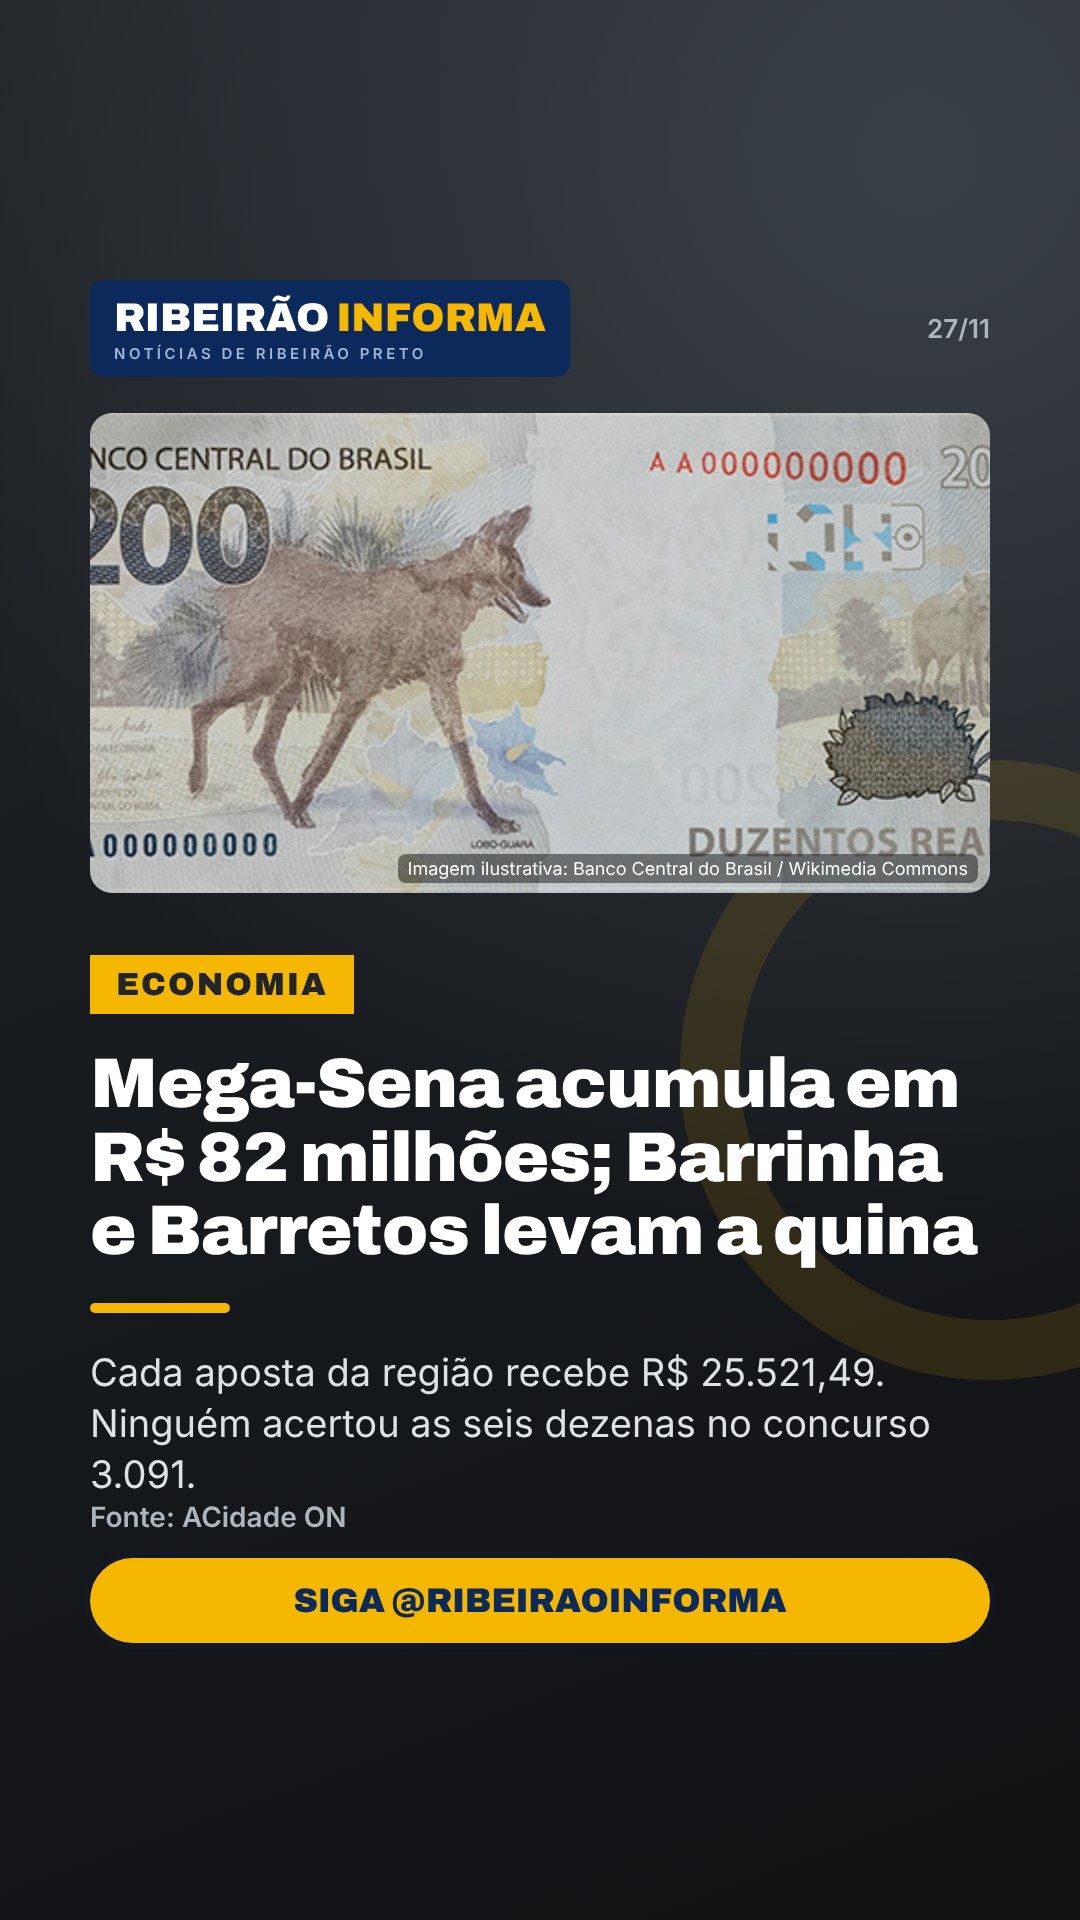 RIBEIRÃO INFORMA
NOTÍCIAS DE RIBEIRÃO PRETO
27/11
NCO CENTRAL DO BRASIL
AA000000000
20
200
LOBO-GUARÁ
200
000000000
DUZENTOS REA
Imagem ilustrativa: Banco Central do Brasil / Wikimedia Commons
ECONOMIA
Mega-Sena acumula em
R$ 82 milhões; Barrinha
e Barretos levam a quina
Cada aposta da região recebe R$ 25.521,49.
Ninguém acertou as seis dezenas no concurso
3.091.
Fonte: ACidade ON
SIGA @RIBEIRAOINFORMA